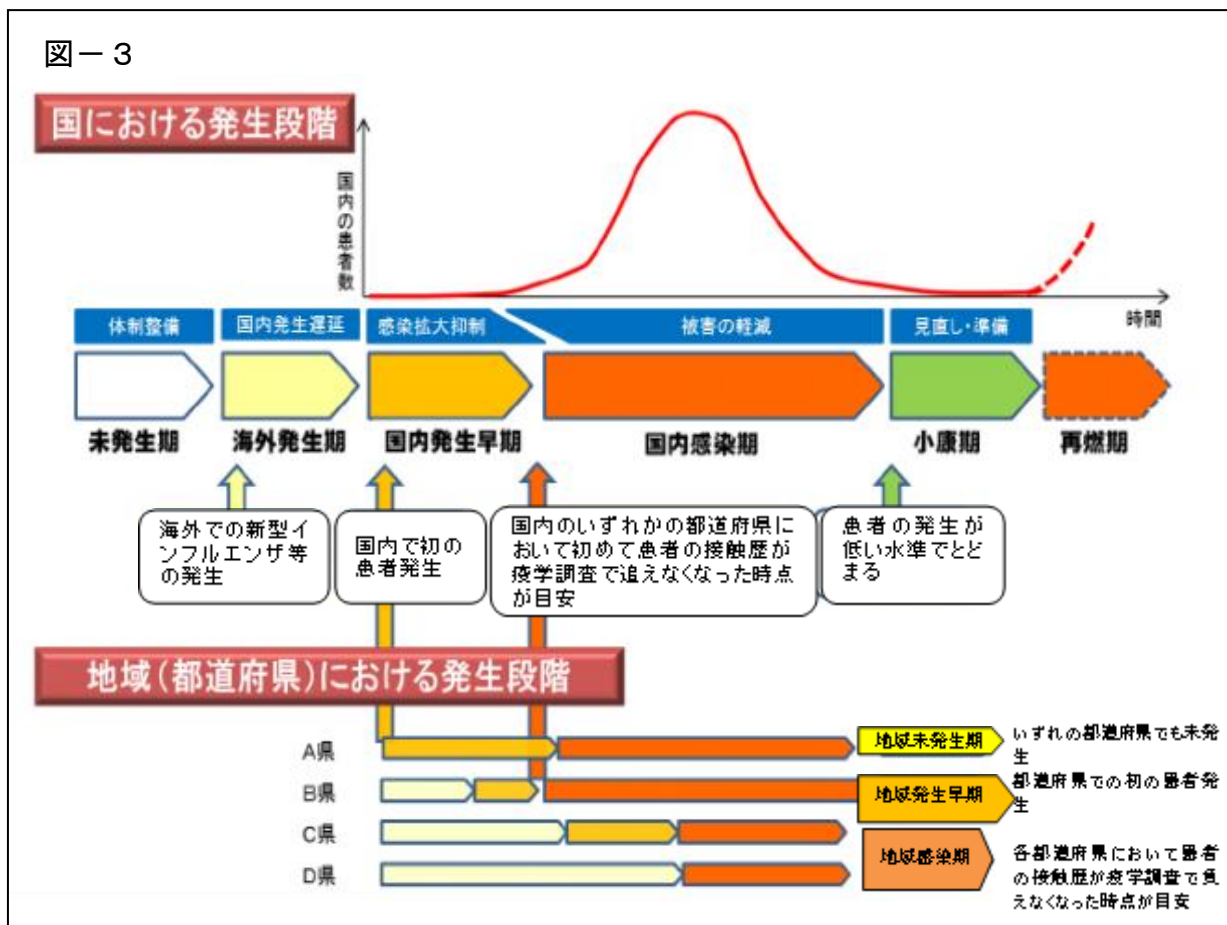 図－3
国における発生段階
国内の患者数
時間
体制整備
国内発生遅延
感染拡大抑制
被害の軽減
見直し・準備
未発生期
海外発生期
国内発生早期
国内感染期
小康期
再燃期
海外での新型イ
ンフルエンザ等
の発生
国内で初の
患者発生
国内のいずれかの都道府県に
おいて初めて患者の接触歴が
疫学調査で追えなくなった時点
が目安
患者の発生が
低い水準でとど
まる
地域(都道府県)における発生段階
A県
B県
C県
D県
地域未発生期
いずれの都道府県でも未発
生
地域発生早期
都道府県での初の患者発
生
地域感染期
各都道府県において患者
の接触歴が疫学調査で負
えなくなった時点が目安